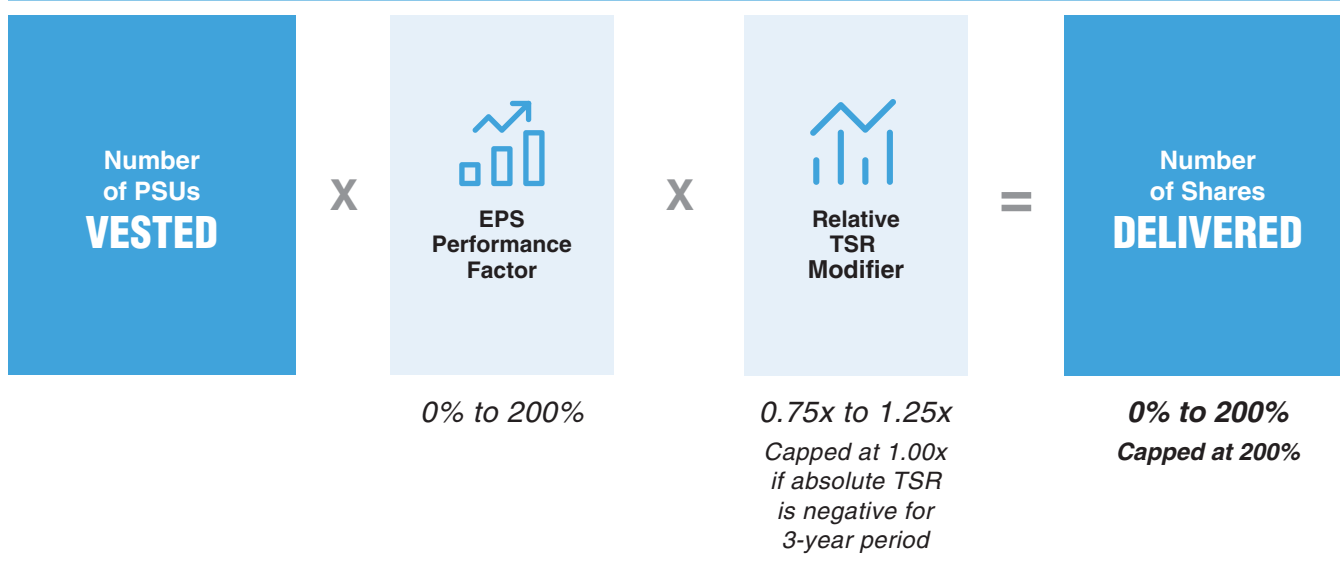 Number
of PSUs
VESTED
X
EPS
Performance
Factor
X
Relative
TSR
Modifier
=
Number
of Shares
DELIVERED
0% to 200%
0.75x to 1.25x
Capped at 1.00x
if absolute TSR
is negative for
3-year period
0% to 200%
Capped at 200%